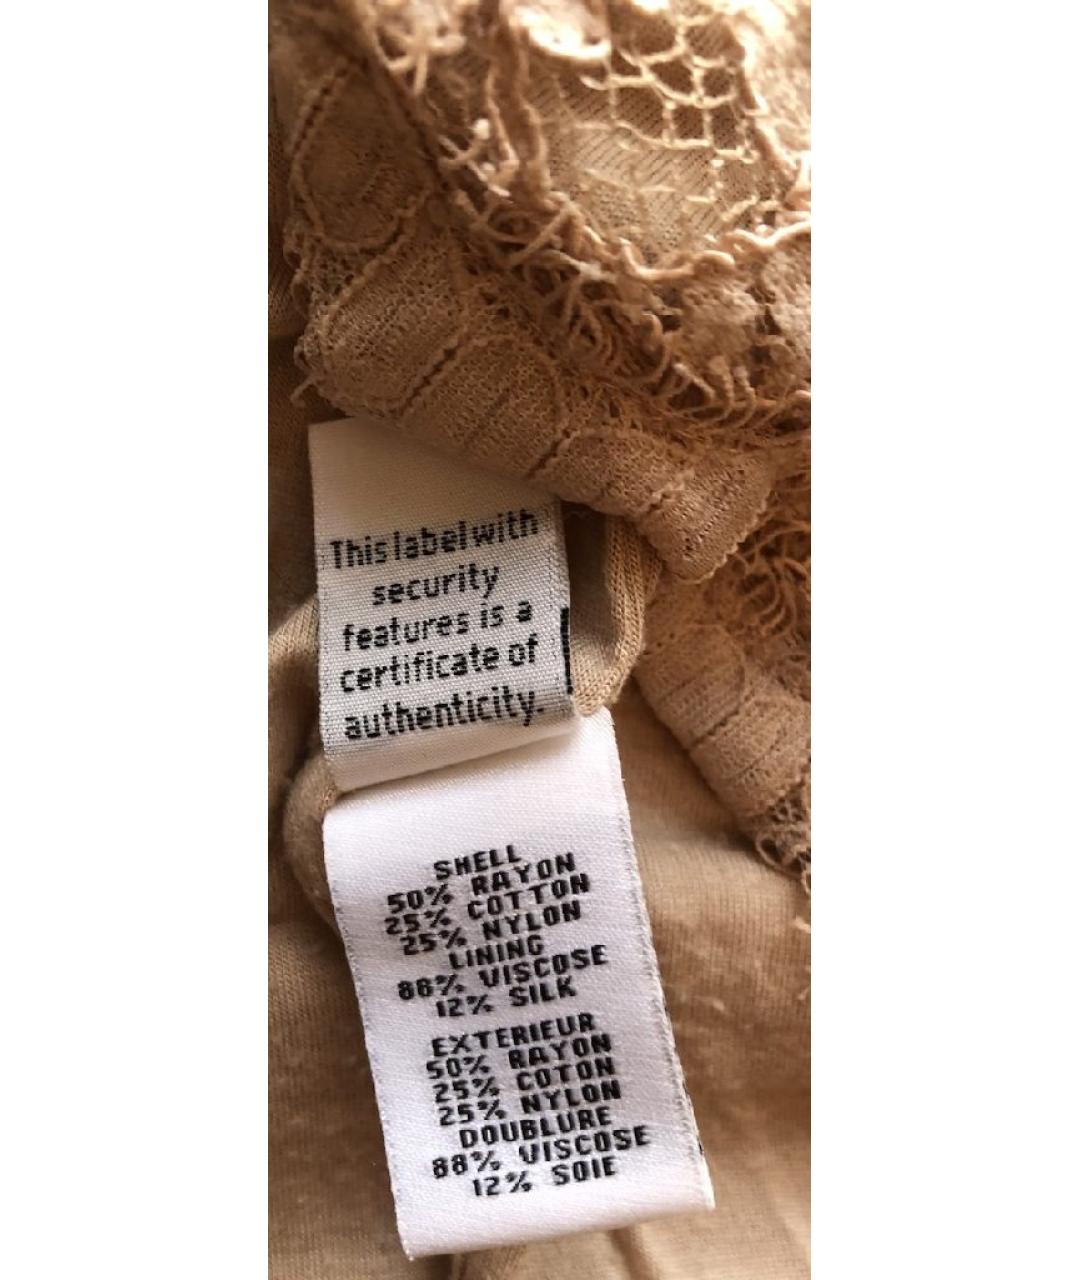 This label with
security
features is a
certificate of
authenticity.
SHELL
50% RAYON
25% COTTON
25% NYLON
LINING
88% VISCOSE
12% SILK
EXTERIEUR
50% RAYON
25% COTON
25% NYLON
DOUBLURE
88% VISCOSE
12% SOIE